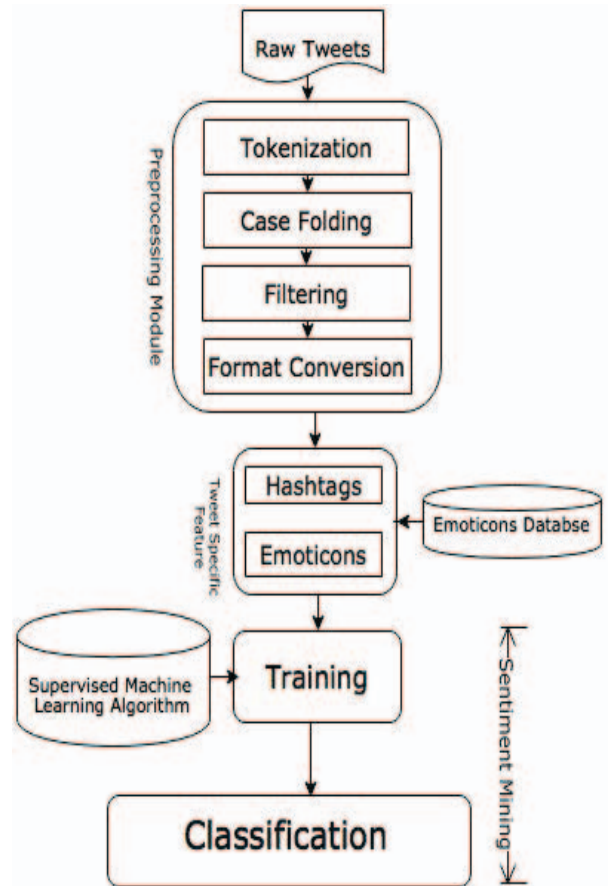 Raw Tweets
Preprocessing Module
Tokenization
Case Folding
Filtering
Format Conversion
Tweet Specific
Feature
Hashtags
Emoticons
Emoticons Databse
Supervised Machine
Learning Algorithm
Training
Sentiment Mining
Classification